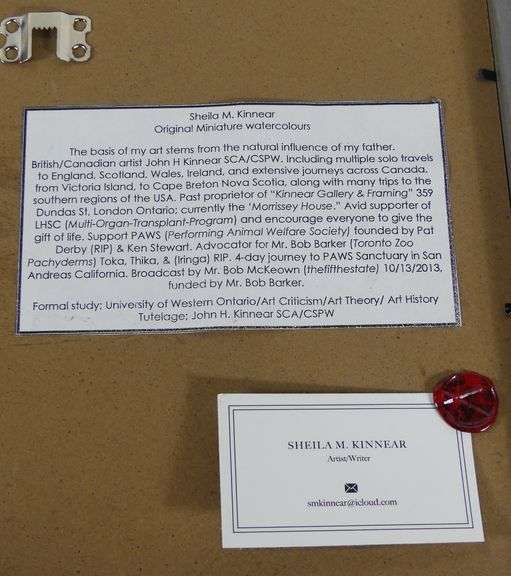 Sheila M. Kinnear
Original Miniature watercolours
The basis of my art stems from the natural influence of my father.
British/Canadian artist John H Kinnear SCA/CSPW. Including multiple solo travels
to England, Scotland, Wales, Ireland, and extensive journeys across Canada.
from Victoria Island, to Cape Breton Nova Scotia, along with many trips to the
southern regions of the USA. Past proprietor of "Kinnear Gallery & Framing" 359
Dundas St, London Ontario; currently the 'Morrissey House." Avid supporter of
LHSC (Multi-Organ-Transplant-Program) and encourage everyone to give the
gift of life. Support PAWS (Performing Animal Welfare Society) founded by Pat
Derby (RIP) & Ken Stewart. Advocator for Mr. Bob Barker (Toronto Zoo
Pachyderms) Toka, Thika, & (Iringa) RIP. 4-day journey to PAWS Sanctuary in San
Andreas California. Broadcast by Mr. Bob McKeown (thefifthestate) 10/13/2013,
funded by Mr. Bob Barker.
Formal study; University of Western Ontario/Art Criticism/Art Theory/ Art History
Tutelage; John H. Kinnear SCA/CSPW
SHEILA M. KINNEAR
Artist/Writer
smkinnear@icloud.com